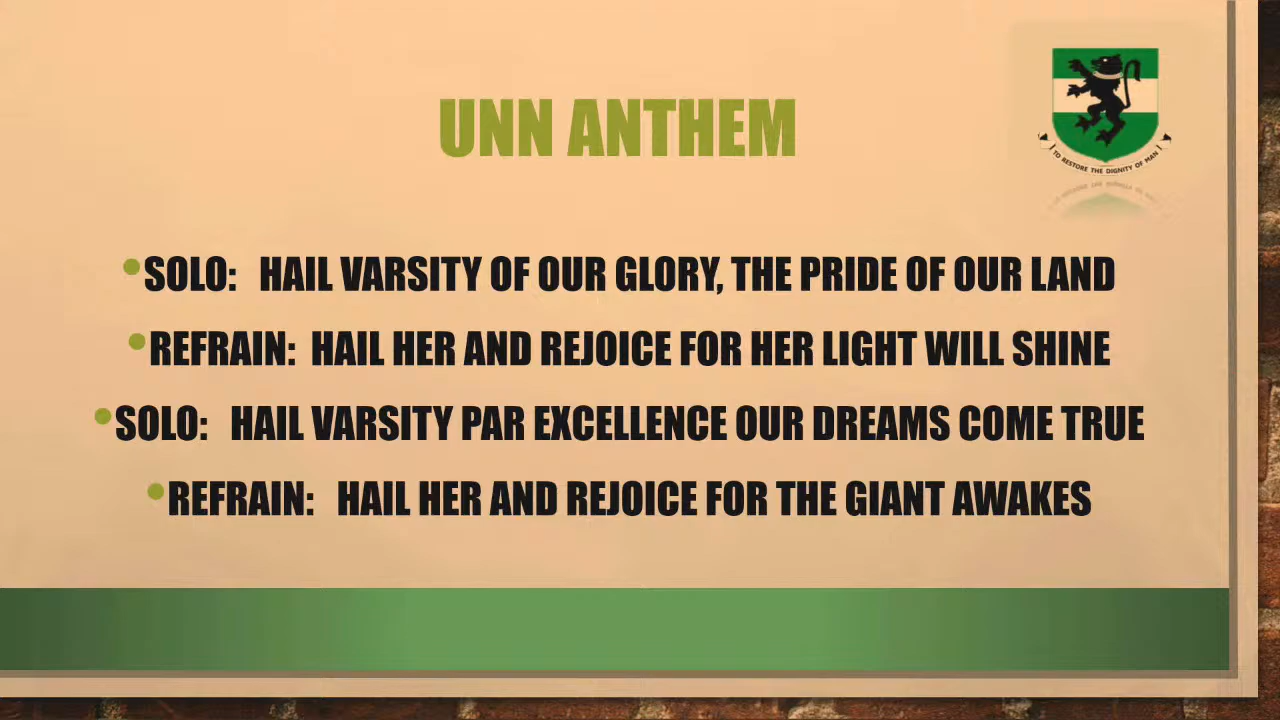 UNN ANTHEM
TO RESTORE THE DIGNITY OF MAN
•SOLO: HAIL VARSITY OF OUR GLORY, THE PRIDE OF OUR LAND
•REFRAIN: HAIL HER AND REJOICE FOR HER LIGHT WILL SHINE
•SOLO: HAIL VARSITY PAR EXCELLENCE OUR DREAMS COME TRUE
•REFRAIN: HAIL HER AND REJOICE FOR THE GIANT AWAKES